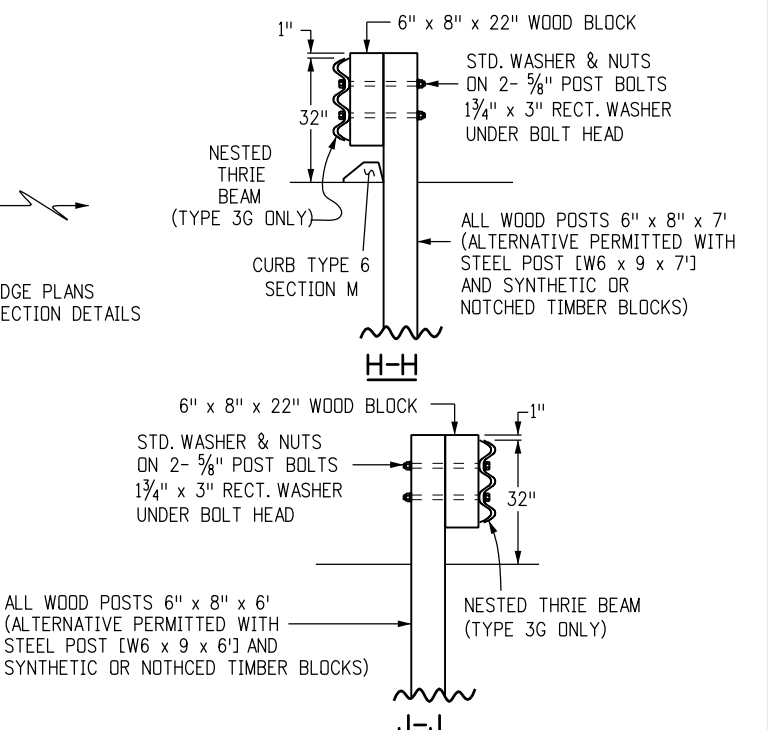 6" x 8" x 22" WOOD BLOCK
1"
STD. WASHER & NUTS
ON 2- 5/8" POST BOLTS
1 3/4" x 3" RECT. WASHER
UNDER BOLT HEAD
32"
NESTED
THRIE
BEAM
(TYPE 3G ONLY)
CURB TYPE 6
SECTION M
ALL WOOD POSTS 6" x 8" x 7'
(ALTERNATIVE PERMITTED WITH
STEEL POST [W6 x 9 x 7']
AND SYNTHETIC OR
NOTCHED TIMBER BLOCKS)
DGE PLANS
ECTION DETAILS
H-H
6" x 8" x 22" WOOD BLOCK
1"
STD. WASHER & NUTS
ON 2- 5/8" POST BOLTS
1 3/4" x 3" RECT. WASHER
UNDER BOLT HEAD
32"
NESTED THRIE BEAM
(TYPE 3G ONLY)
ALL WOOD POSTS 6" x 8" x 6'
(ALTERNATIVE PERMITTED WITH
STEEL POST [W6 x 9 x 6'] AND
SYNTHETIC OR NOTHCED TIMBER BLOCKS)
J-J